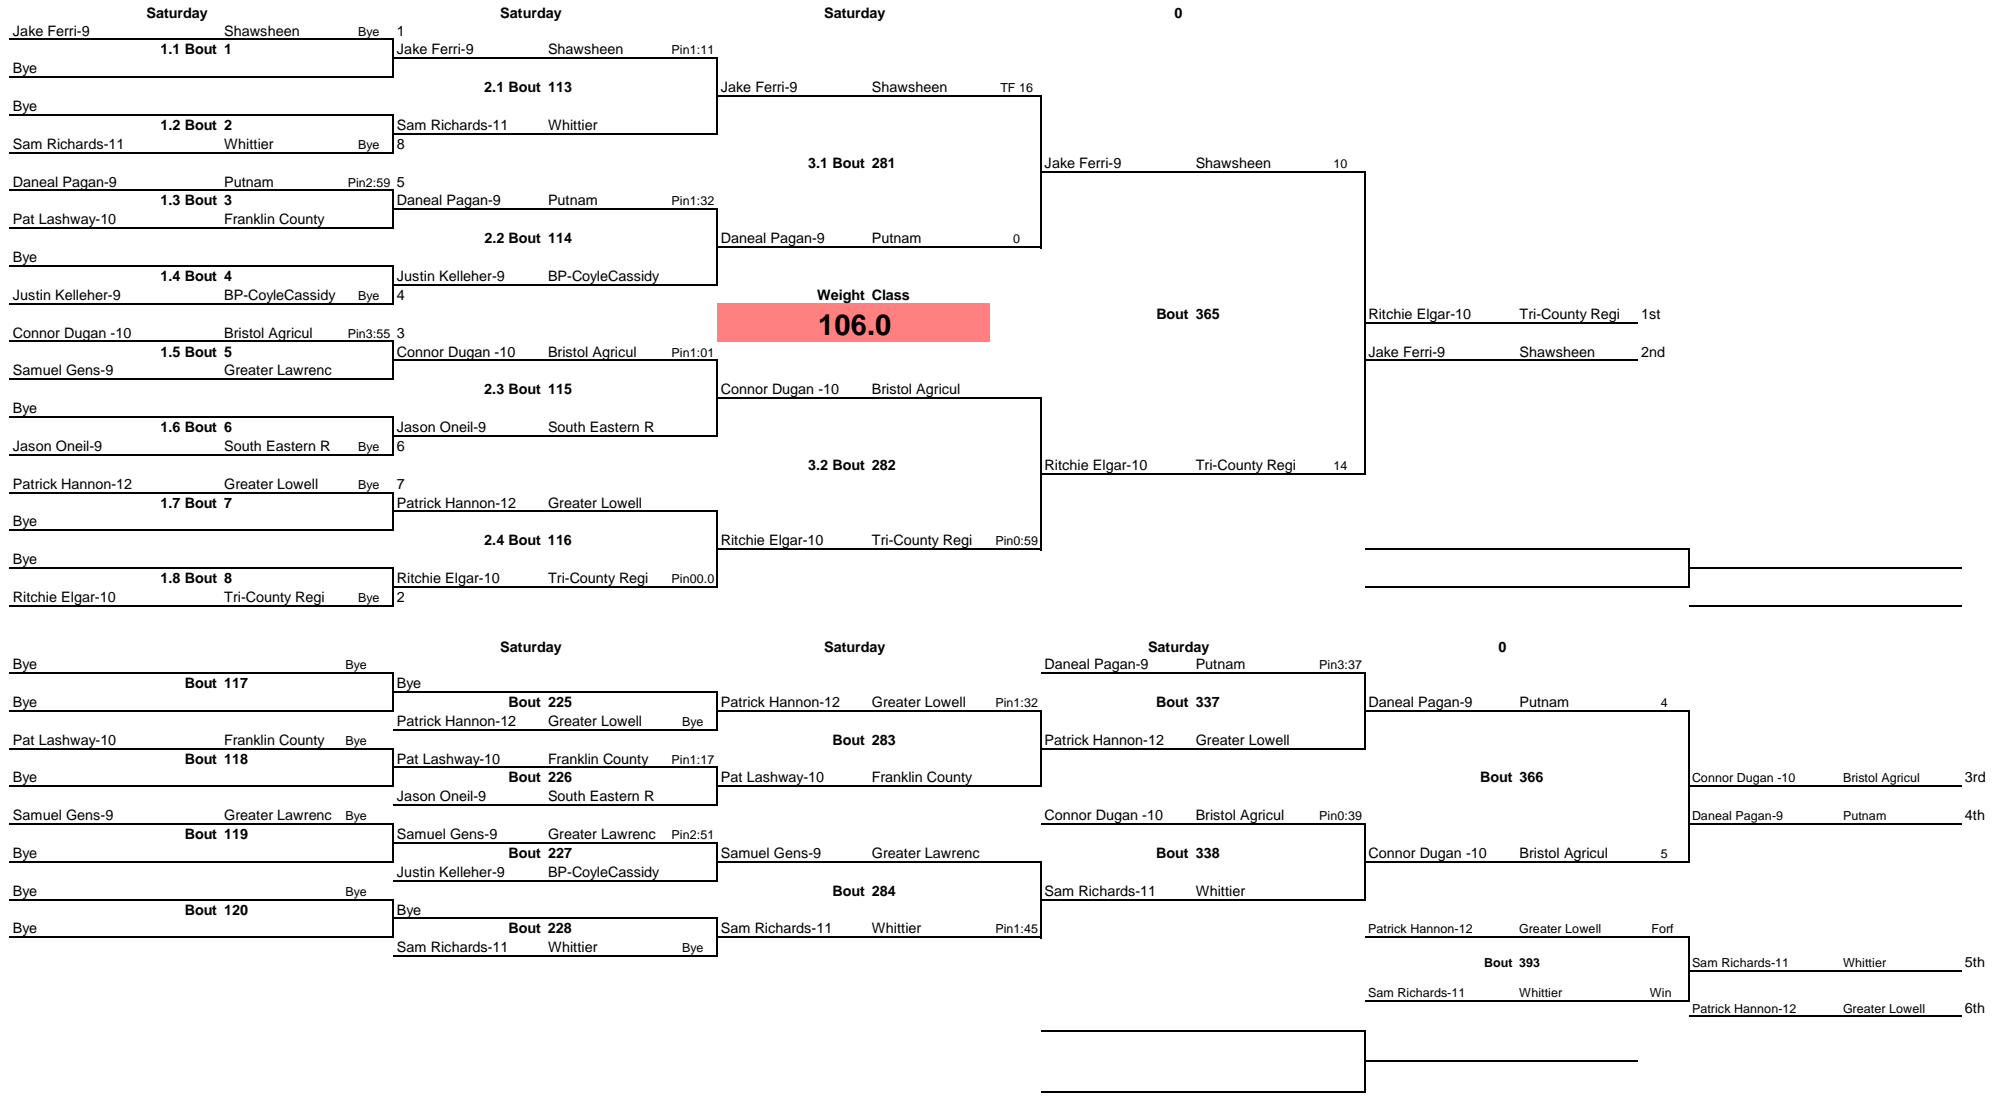 Saturday Saturday Saturday 0
Jake Ferri-9 Shawsheen Bye 1
1.1 Bout 1 Jake Ferri-9 Shawsheen Pin1:11
Bye
2.1 Bout 113 Jake Ferri-9 Shawsheen TF 16
Bye
1.2 Bout 2 Sam Richards-11 Whittier
Sam Richards-11 Whittier Bye 8
3.1 Bout 281 Jake Ferri-9 Shawsheen 10
Daneal Pagan-9 Putnam Pin2:59 5
1.3 Bout 3 Daneal Pagan-9 Putnam Pin1:32
Pat Lashway-10 Franklin County
2.2 Bout 114 Daneal Pagan-9 Putnam 0
Bye
1.4 Bout 4 Justin Kelleher-9 BP-CoyleCassidy
Justin Kelleher-9 BP-CoyleCassidy Bye 4 Weight Class
Bout 365 Ritchie Elgar-10 Tri-County Regi 1st
106.0
Connor Dugan -10 Bristol Agricul Pin3:55 3
1.5 Bout 5 Connor Dugan -10 Bristol Agricul Pin1:01 Jake Ferri-9 Shawsheen 2nd
Samuel Gens-9 Greater Lawrenc
2.3 Bout 115 Connor Dugan -10 Bristol Agricul
Bye
1.6 Bout 6 Jason Oneil-9 South Eastern R
Jason Oneil-9 South Eastern R Bye 6
3.2 Bout 282 Ritchie Elgar-10 Tri-County Regi 14
Patrick Hannon-12 Greater Lowell Bye 7
1.7 Bout 7 Patrick Hannon-12 Greater Lowell
Bye
2.4 Bout 116 Ritchie Elgar-10 Tri-County Regi Pin0:59
Bye
1.8 Bout 8 Ritchie Elgar-10 Tri-County Regi Pin00.0
Ritchie Elgar-10 Tri-County Regi Bye 2
Saturday Saturday Saturday 0
Bye Bye Daneal Pagan-9 Putnam Pin3:37
Bout 117 Bye
Bye Bout 225 Patrick Hannon-12 Greater Lowell Pin1:32 Bout 337 Daneal Pagan-9 Putnam 4
Patrick Hannon-12 Greater Lowell Bye
Pat Lashway-10 Franklin County Bye Bout 283 Patrick Hannon-12 Greater Lowell
Bout 118 Pat Lashway-10 Franklin County Pin1:17
Bye Bout 226 Pat Lashway-10 Franklin County Bout 366 Connor Dugan -10 Bristol Agricul 3rd
Jason Oneil-9 South Eastern R
Samuel Gens-9 Greater Lawrenc Bye Connor Dugan -10 Bristol Agricul Pin0:39 Daneal Pagan-9 Putnam 4th
Bout 119 Samuel Gens-9 Greater Lawrenc Pin2:51
Bye Bout 227 Samuel Gens-9 Greater Lawrenc Bout 338 Connor Dugan -10 Bristol Agricul 5
Justin Kelleher-9 BP-CoyleCassidy
Bye Bye Bout 284 Sam Richards-11 Whittier
Bout 120 Bye
Bye Bout 228 Sam Richards-11 Whittier Pin1:45 Patrick Hannon-12 Greater Lowell Forf
Sam Richards-11 Whittier Bye
Bout 393 Sam Richards-11 Whittier 5th
Sam Richards-11 Whittier Win
Patrick Hannon-12 Greater Lowell 6th